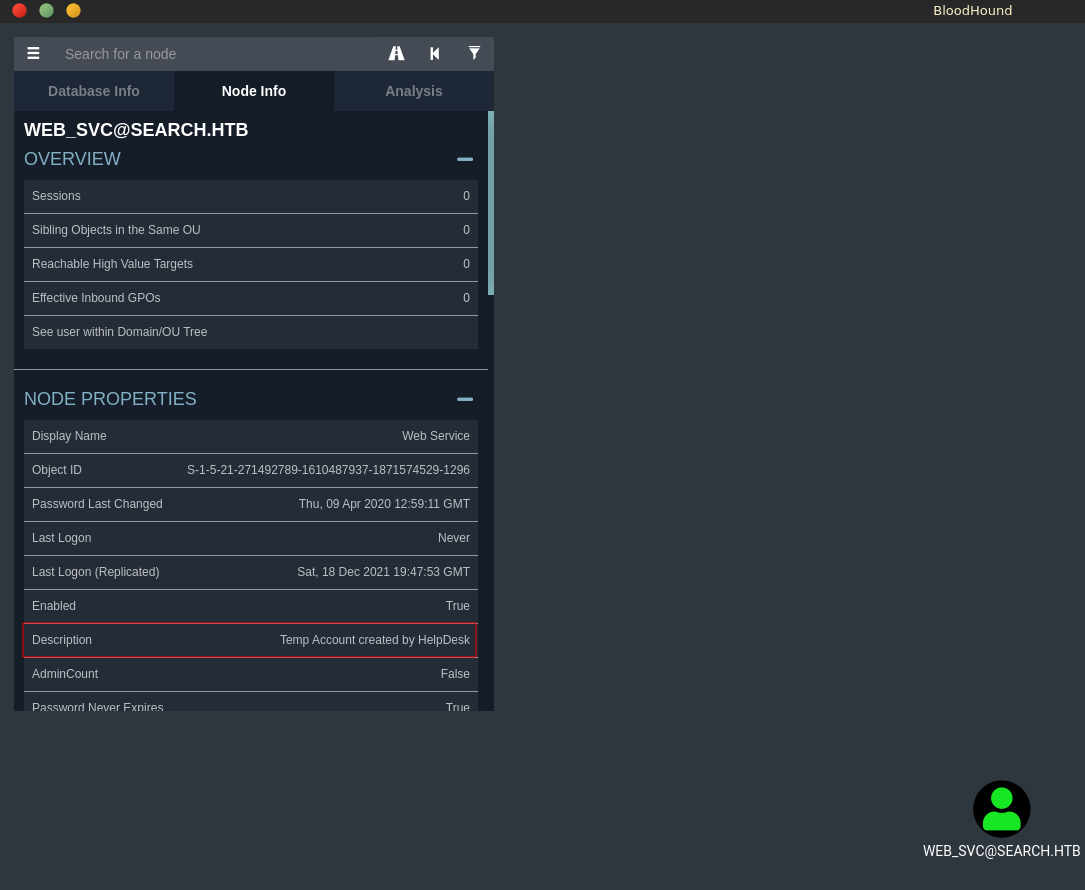 BloodHound
Search for a node
Database Info Node Info Analysis
WEB_SVC@SEARCH.HTB
OVERVIEW
Sessions 0
Sibling Objects in the Same OU 0
Reachable High Value Targets 0
Effective Inbound GPOs 0
See user within Domain/OU Tree
NODE PROPERTIES
Display Name Web Service
Object ID S-1-5-21-271492789-1610487937-1871574529-1296
Password Last Changed Thu, 09 Apr 2020 12:59:11 GMT
Last Logon Never
Last Logon (Replicated) Sat, 18 Dec 2021 19:47:53 GMT
Enabled True
Description Temp Account created by HelpDesk
AdminCount False
Password Never Expires True
WEB_SVC@SEARCH.HTB